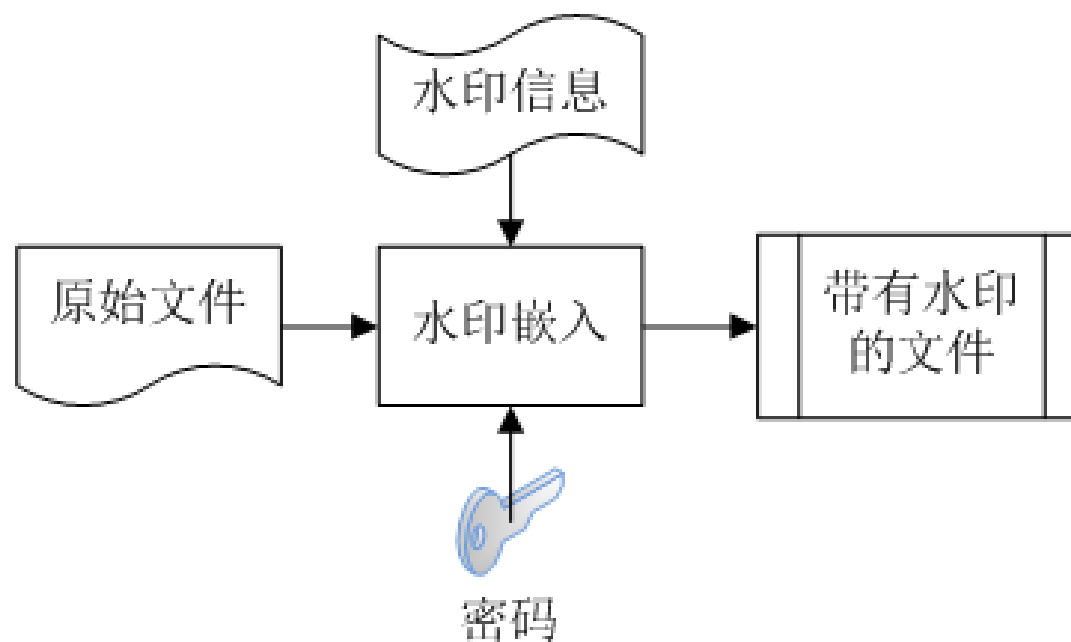 水印信息
原始文件
水印嵌入
带有水印
的文件
密码